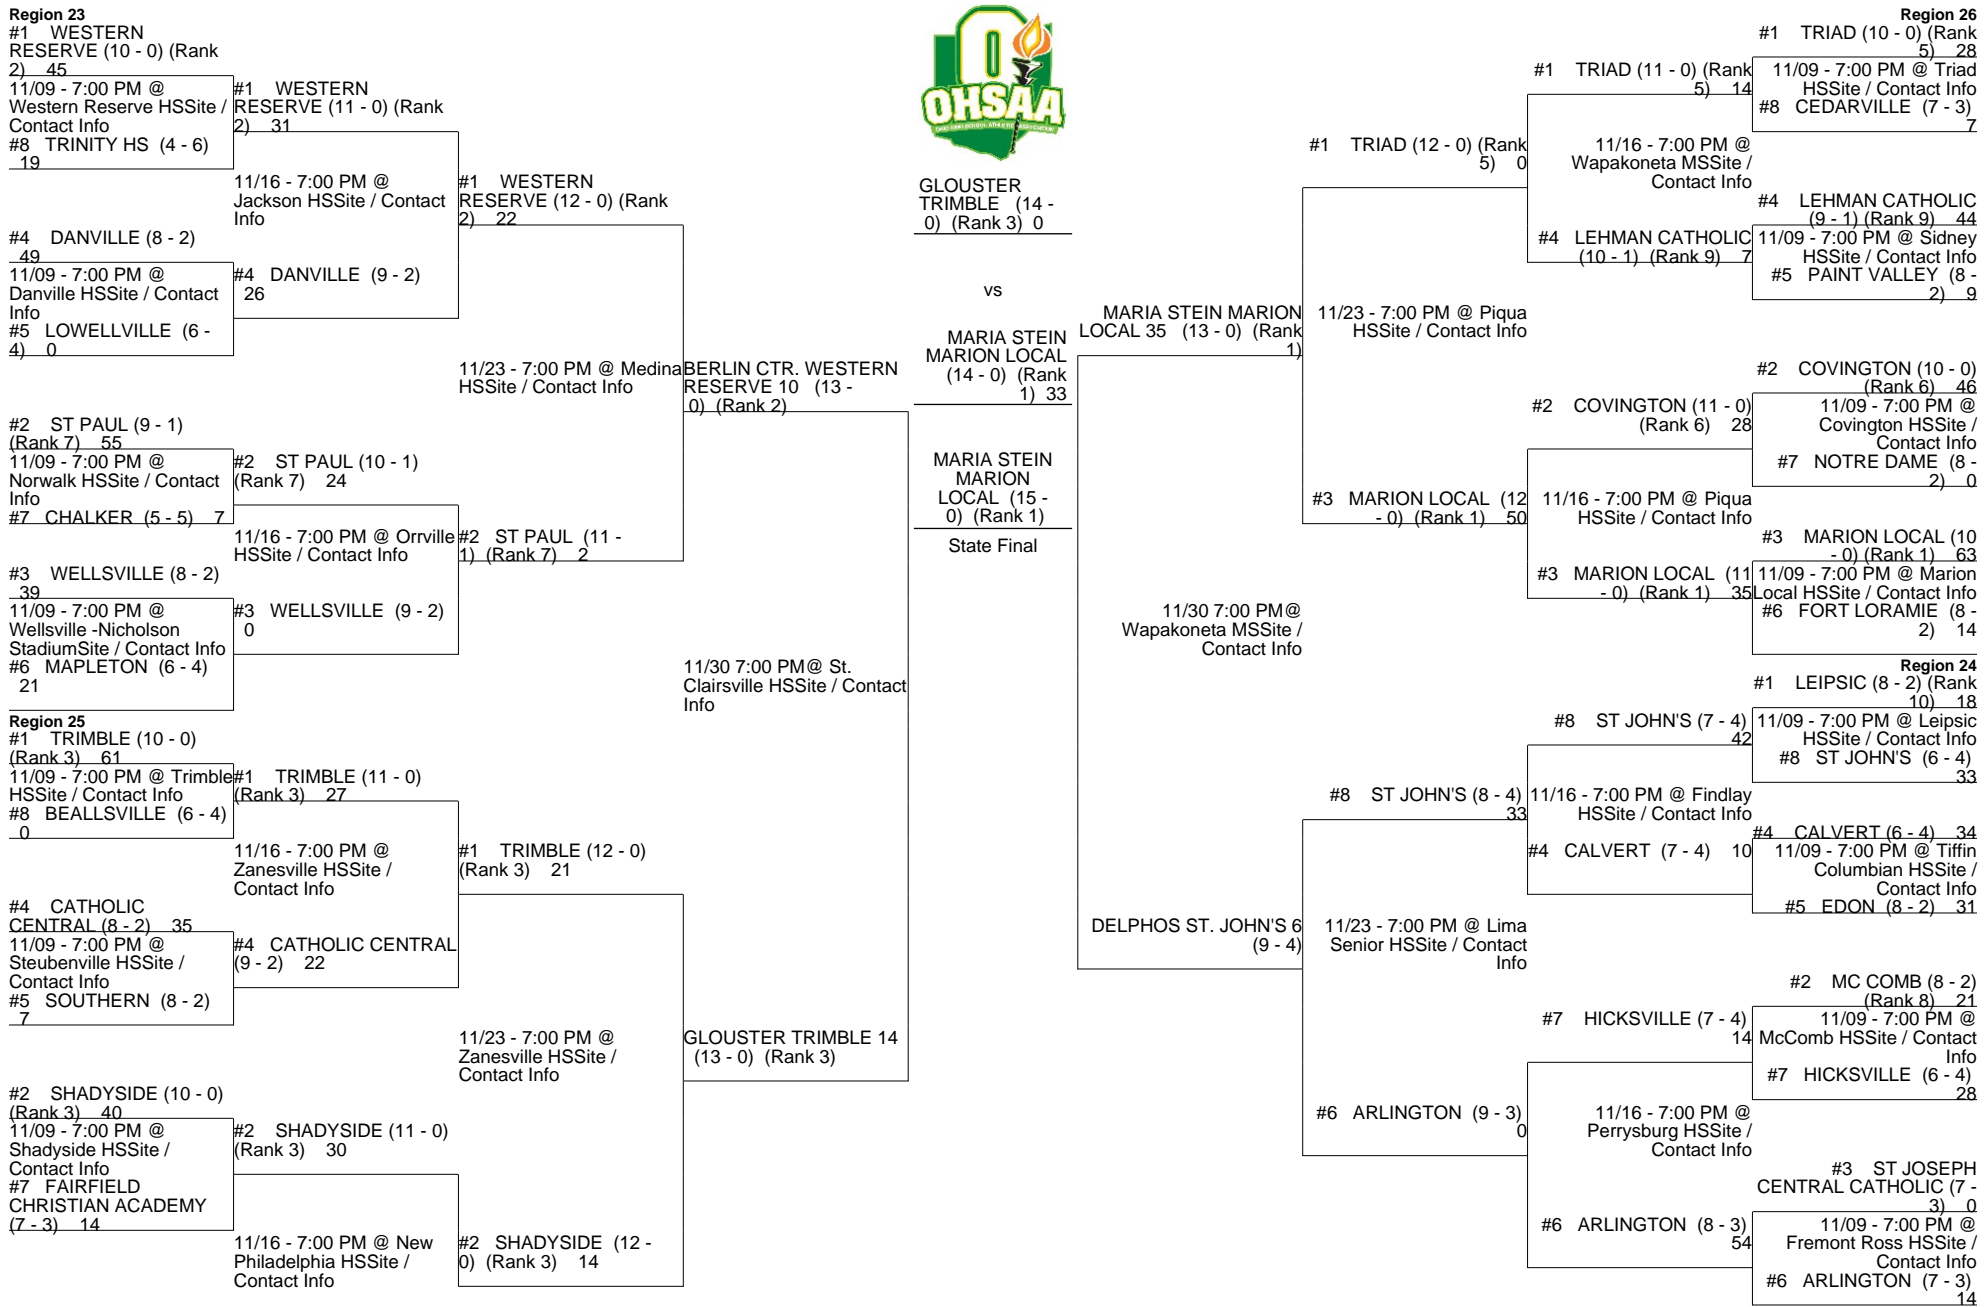 Region 23
#1 WESTERN
RESERVE (10 - 0) (Rank
2) 45
11/09 - 7:00 PM @
Western Reserve HSSite /
Contact Info
#8 TRINITY HS (4 - 6)
19
#4 DANVILLE (8 - 2)
49
11/09 - 7:00 PM @
Danville HSSite / Contact
Info
#5 LOWELLVILLE (6 -
4) 0
#2 ST PAUL (9 - 1)
(Rank 7) 55
11/09 - 7:00 PM @
Norwalk HSSite / Contact
Info
#7 CHALKER (5 - 5) 7
#3 WELLSVILLE (8 - 2)
39
11/09 - 7:00 PM @
Wellsville -Nicholson
StadiumSite / Contact Info
#6 MAPLETON (6 - 4)
21
#1 WESTERN
RESERVE (11 - 0) (Rank
2) 31
11/16 - 7:00 PM @
Jackson HSSite / Contact
Info
#4 DANVILLE (9 - 2)
26
#2 ST PAUL (10 - 1)
(Rank 7) 24
11/16 - 7:00 PM @ Orrville
HSSite / Contact Info
#3 WELLSVILLE (9 - 2)
0
#1 WESTERN
RESERVE (12 - 0) (Rank
2) 22
11/23 - 7:00 PM @ Medina
HSSite / Contact Info
#2 ST PAUL (11 -
1) (Rank 7) 2
BERLIN CTR. WESTERN
RESERVE 10 (13 -
0) (Rank 2)
11/30 7:00 PM@ St.
Clairsville HSSite / Contact
Info
Region 25
#1 TRIMBLE (10 - 0)
(Rank 3) 61
11/09 - 7:00 PM @ Trimble
HSSite / Contact Info
#8 BEALLSVILLE (6 - 4)
0
#4 CATHOLIC
CENTRAL (8 - 2) 35
11/09 - 7:00 PM @
Steubenville HSSite /
Contact Info
#5 SOUTHERN (8 - 2)
7
#2 SHADYSIDE (10 - 0)
(Rank 3) 40
11/09 - 7:00 PM @
Shadyside HSSite /
Contact Info
#7 FAIRFIELD
CHRISTIAN ACADEMY
(7 - 3) 14
#1 TRIMBLE (11 - 0)
(Rank 3) 27
11/16 - 7:00 PM @
Zanesville HSSite /
Contact Info
#4 CATHOLIC CENTRAL
(9 - 2) 22
#2 SHADYSIDE (11 - 0)
(Rank 3) 30
11/16 - 7:00 PM @ New
Philadelphia HSSite /
Contact Info
#1 TRIMBLE (12 - 0)
(Rank 3) 21
11/23 - 7:00 PM @
Zanesville HSSite /
Contact Info
#2 SHADYSIDE (12 -
0) (Rank 3) 14
GLOUSTER TRIMBLE 14
(13 - 0) (Rank 3)
O
OHSAA
GLOUSTER
TRIMBLE (14 -
0) (Rank 3) 0
vs
MARIA STEIN
MARION LOCAL
(14 - 0) (Rank
1) 33
MARIA STEIN
MARION
LOCAL (15 -
0) (Rank 1)
State Final
MARIA STEIN MARION
LOCAL 35 (13 - 0) (Rank
1)
11/30 7:00 PM@
Wapakoneta MSSite /
Contact Info
DELPHOS ST. JOHN'S 6
(9 - 4)
#1 TRIAD (12 - 0) (Rank
5) 0
11/23 - 7:00 PM @ Piqua
HSSite / Contact Info
#3 MARION LOCAL (12
- 0) (Rank 1) 50
#1 TRIAD (11 - 0) (Rank
5) 14
11/16 - 7:00 PM @
Wapakoneta MSSite /
Contact Info
#4 LEHMAN CATHOLIC
(10 - 1) (Rank 9) 7
#2 COVINGTON (11 - 0)
(Rank 6) 28
11/16 - 7:00 PM @ Piqua
HSSite / Contact Info
#3 MARION LOCAL (11
- 0) (Rank 1) 35
Region 26
#1 TRIAD (10 - 0) (Rank
5) 28
11/09 - 7:00 PM @ Triad
HSSite / Contact Info
#8 CEDARVILLE (7 - 3)
7
#4 LEHMAN CATHOLIC
(9 - 1) (Rank 9) 44
11/09 - 7:00 PM @ Sidney
HSSite / Contact Info
#5 PAINT VALLEY (8 -
2) 9
#2 COVINGTON (10 - 0)
(Rank 6) 46
11/09 - 7:00 PM @
Covington HSSite /
Contact Info
#7 NOTRE DAME (8 -
2) 0
#3 MARION LOCAL (10
- 0) (Rank 1) 63
11/09 - 7:00 PM @ Marion
Local HSSite / Contact Info
#6 FORT LORAMIE (8 -
2) 14
#8 ST JOHN'S (8 - 4)
33
11/23 - 7:00 PM @ Lima
Senior HSSite / Contact
Info
#6 ARLINGTON (9 - 3)
0
#8 ST JOHN'S (7 - 4)
42
11/16 - 7:00 PM @ Findlay
HSSite / Contact Info
#4 CALVERT (7 - 4) 10
#7 HICKSVILLE (7 - 4)
14
11/16 - 7:00 PM @
Perrysburg HSSite /
Contact Info
#6 ARLINGTON (8 - 3)
54
Region 24
#1 LEIPSIC (8 - 2) (Rank
10) 18
11/09 - 7:00 PM @ Leipsic
HSSite / Contact Info
#8 ST JOHN'S (6 - 4)
33
#4 CALVERT (6 - 4) 34
11/09 - 7:00 PM @ Tiffin
Columbian HSSite /
Contact Info
#5 EDON (8 - 2) 31
#2 MC COMB (8 - 2)
(Rank 8) 21
11/09 - 7:00 PM @
McComb HSSite / Contact
Info
#7 HICKSVILLE (6 - 4)
28
#3 ST JOSEPH
CENTRAL CATHOLIC (7 -
3) 0
11/09 - 7:00 PM @
Fremont Ross HSSite /
Contact Info
#6 ARLINGTON (7 - 3)
14